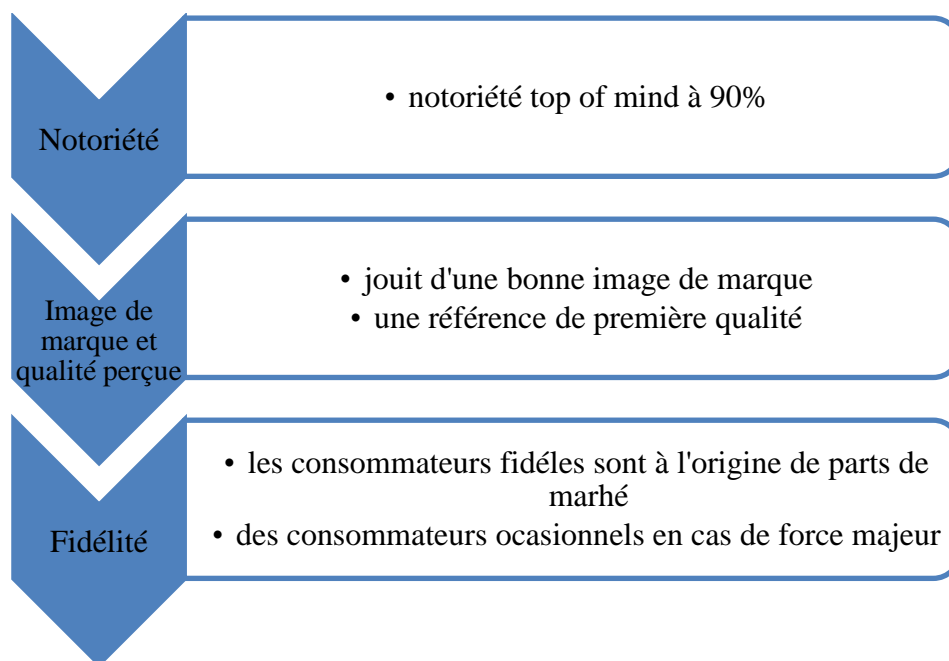 Notoriété
• notoriété top of mind à 90%
Image de
marque et
qualité perçue
• jouit d'une bonne image de marque
• une référence de première qualité
Fidélité
• les consommateurs fidéles sont à l'origine de parts de
marhé
• des consommateurs ocasionnels en cas de force majeur